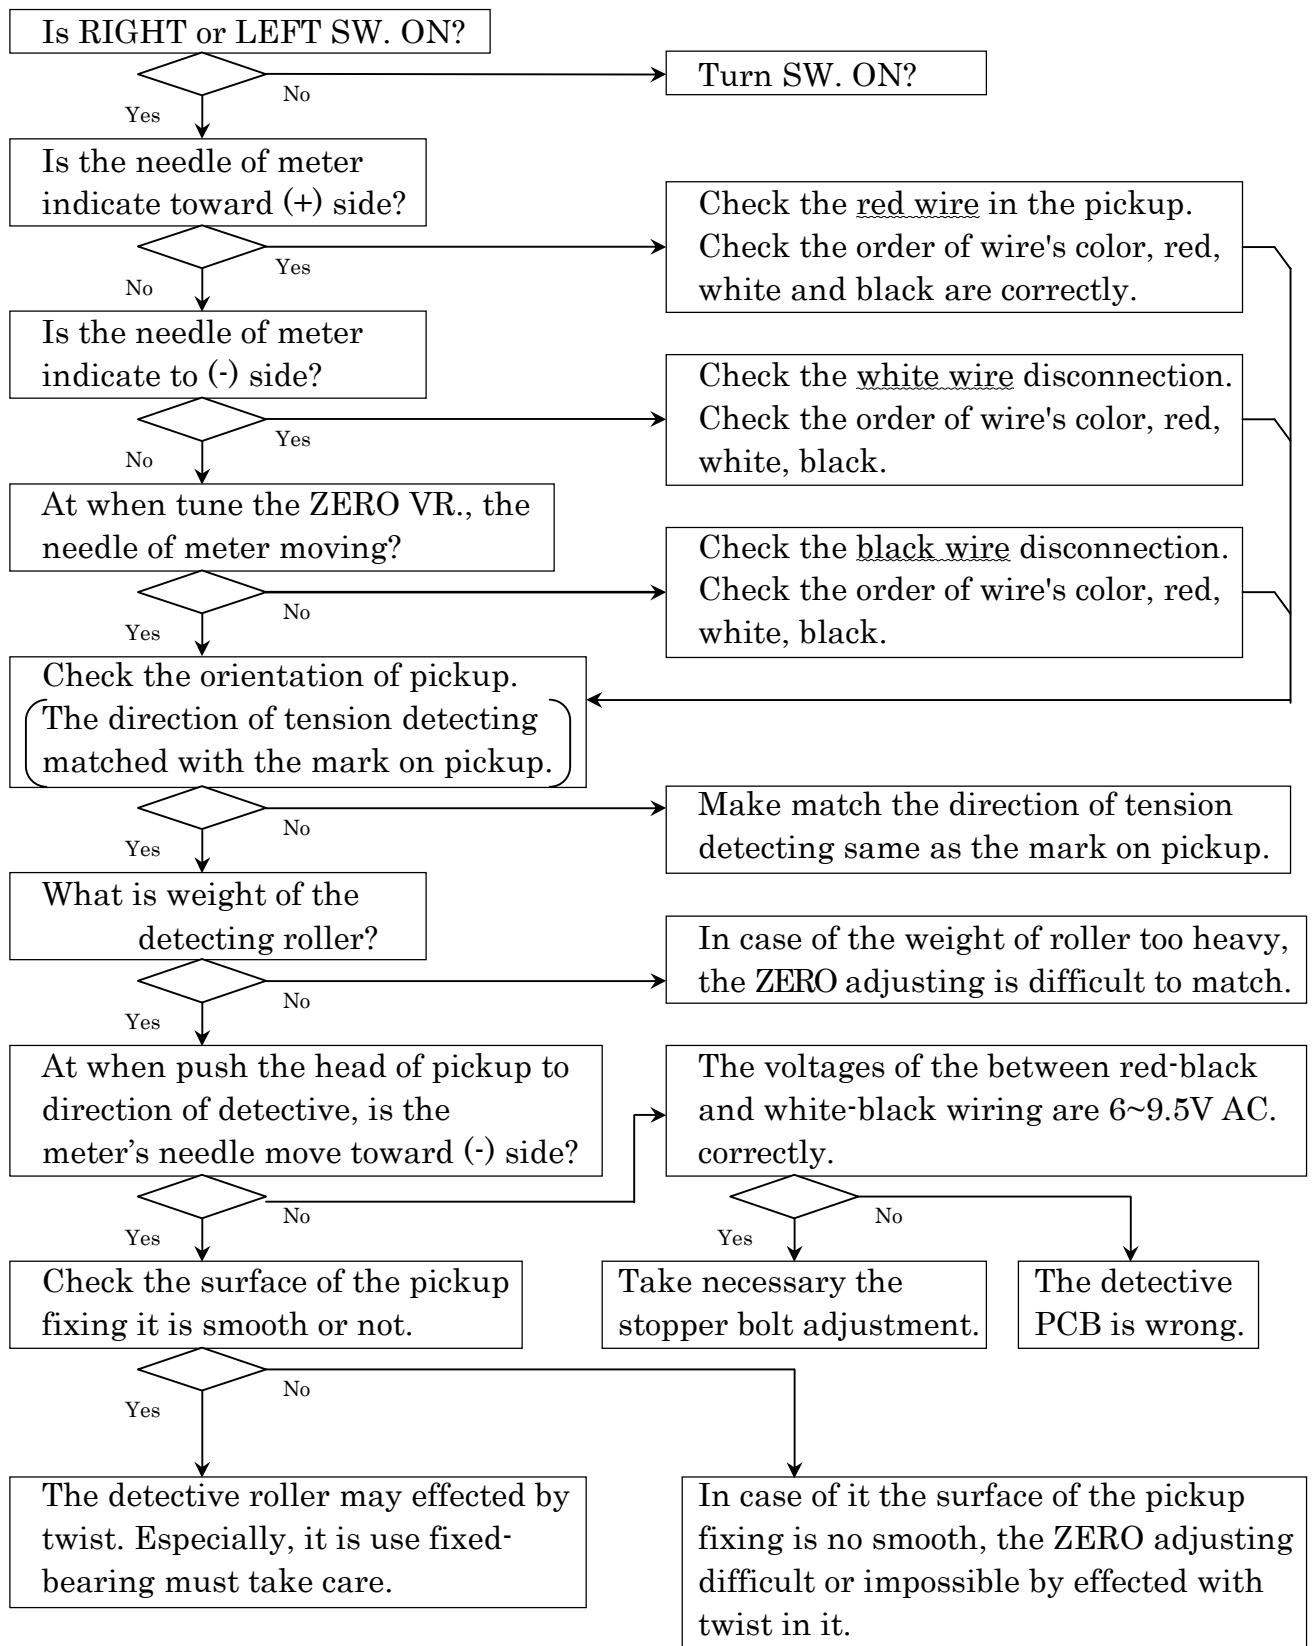 Is RIGHT or LEFT SW. ON?
No
Turn SW. ON?
Yes
Is the needle of meter
indicate toward (+) side?
Yes
Check the red wire in the pickup.
Check the order of wire's color, red,
white and black are correctly.
No
Is the needle of meter
indicate to (-) side?
Yes
Check the white wire disconnection.
Check the order of wire's color, red,
white, black.
No
At when tune the ZERO VR., the
needle of meter moving?
No
Check the black wire disconnection.
Check the order of wire's color, red,
white, black.
Yes
Check the orientation of pickup.
The direction of tension detecting
matched with the mark on pickup.
No
Make match the direction of tension
detecting same as the mark on pickup.
Yes
What is weight of the
detecting roller?
No
In case of the weight of roller too heavy,
the ZERO adjusting is difficult to match.
Yes
At when push the head of pickup to
direction of detective, is the
meter’s needle move toward (-) side?
No
The voltages of the between red-black
and white-black wiring are 6~9.5V AC.
correctly.
Yes
No
Take necessary the
stopper bolt adjustment.
The detective
PCB is wrong.
Yes
Check the surface of the pickup
fixing it is smooth or not.
No
Yes
The detective roller may effected by
twist. Especially, it is use fixed-
bearing must take care.
In case of it the surface of the pickup
fixing is no smooth, the ZERO adjusting
difficult or impossible by effected with
twist in it.